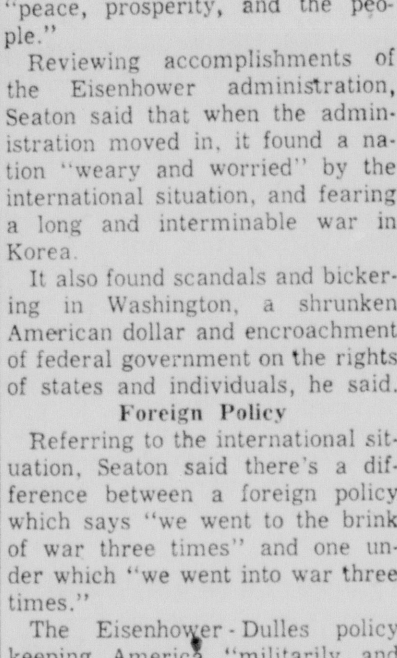 "peace, prosperity, and the peo-
ple."
Reviewing accomplishments of
the Eisenhower administration,
Seaton said that when the admin-
istration moved in, it found a na-
tion "weary and worried" by the
international situation, and fearing
a long and interminable war in
Korea.
It also found scandals and bicker-
ing in Washington, a shrunken
American dollar and encroachment
of federal government on the rights
of states and individuals, he said.
Foreign Policy
Referring to the international sit-
uation, Seaton said there's a dif-
ference between a foreign policy
which says "we went to the brink
of war three times" and one un-
der which "we went into war three
times."
The Eisenhower - Dulles policy
keeping America "militarily and